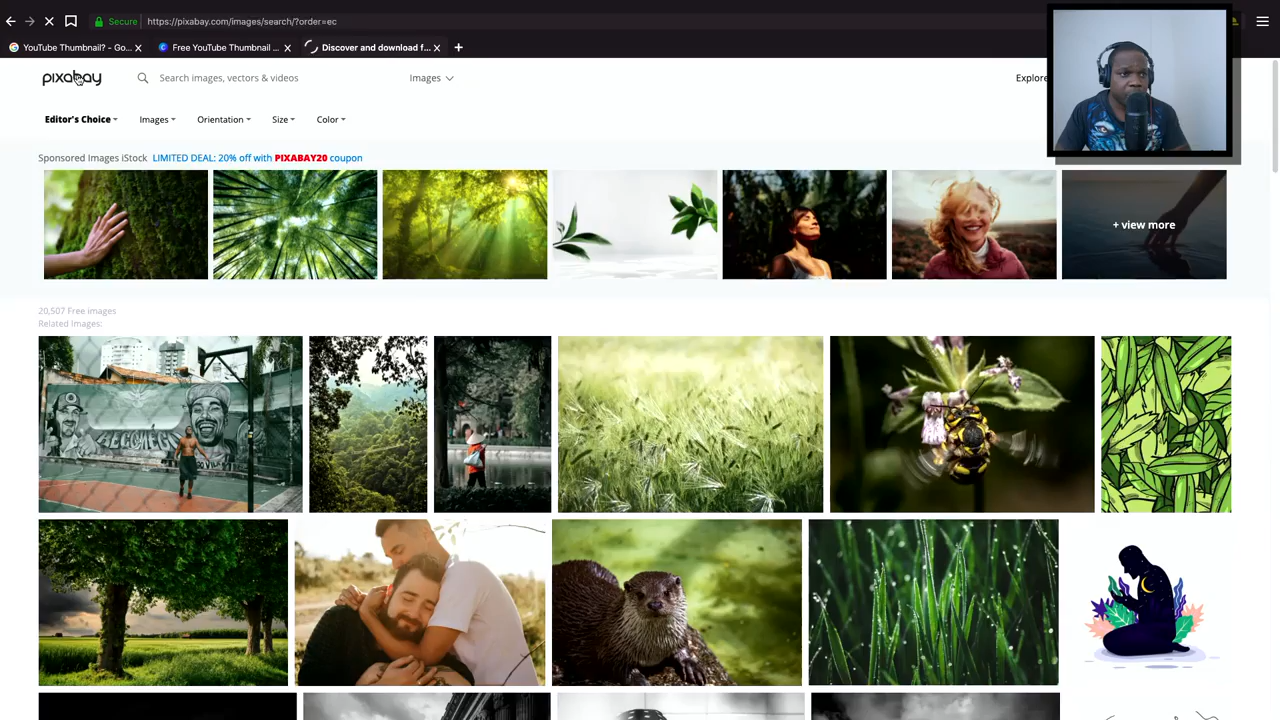 Secure https://pixabay.com/images/search/?order=ec
YouTube Thumbnail? - Go... Free YouTube Thumbnail ... Discover and download f...
pixabay Search images, vectors & videos Images Explore
Editor's Choice Images Orientation Size Color
Sponsored Images iStock LIMITED DEAL: 20% off with PIXABAY20 coupon
+ view more
20,507 Free images
Related Images: